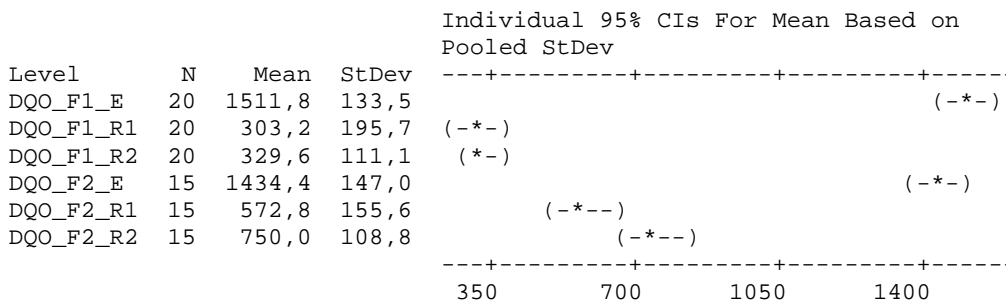 Individual 95% CIs For Mean Based on
Pooled StDev
Level N Mean StDev ---+---------+---------+---------+------
DQO_F1_E 20 1511,8 133,5 (-*-)
DQO_F1_R1 20 303,2 195,7 (-*-)
DQO_F1_R2 20 329,6 111,1 (*-)
DQO_F2_E 15 1434,4 147,0 (-*-)
DQO_F2_R1 15 572,8 155,6 (-*--)
DQO_F2_R2 15 750,0 108,8 (-*--)
---+---------+---------+---------+------
350 700 1050 1400